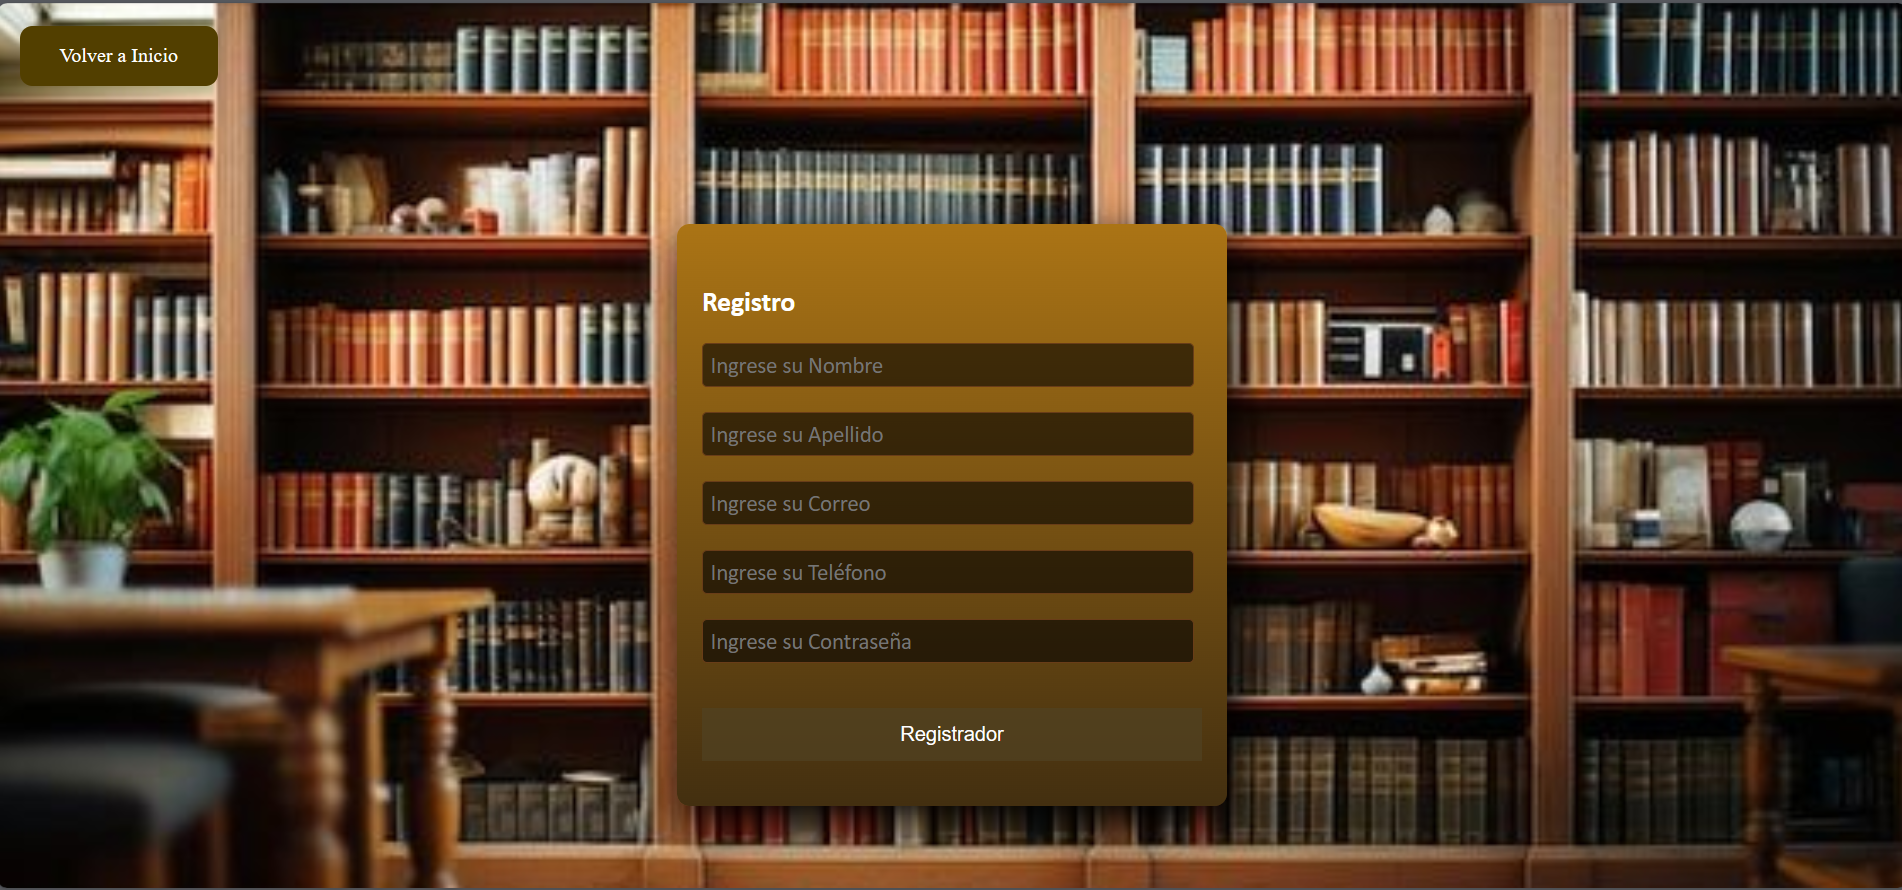 Volver a Inicio
Registro
Ingrese su Nombre
Ingrese su Apellido
Ingrese su Correo
Ingrese su Teléfono
Ingrese su Contraseña
Registrador